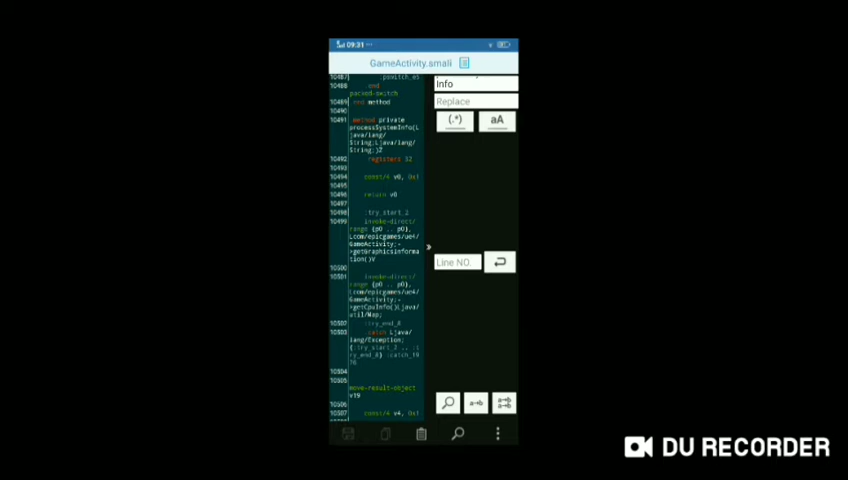 09:31
GameActivity.smali
10487 :pswitch_e5
10488 end
packed-switch
10489 end method
10490
10491 method private
processSystemInfo(L
java/lang/
String;Ljava/lang/
String;)Z
10492 registers 32
10493
10494 const/4 v0, 0x1
10495
10496 return v0
10497
10498 :try_start_2
10499 invoke-direct/
range {p0 .. p0},
Lcom/epicgames/ue4/
GameActivity;-
>getGraphicsInforma
tion()V
10500
10501 invoke-direct/
range {p0 .. p0},
Lcom/epicgames/ue4/
GameActivity;-
>getCpuInfo()Ljava/
util/Map;
10502 :try_end_8
10503 catch Ljava/
lang/Exception;
10504
10505
move-result-object
v19
10506
10507 const/4 v4, 0x1
Info
Replace
(.*) aA
»
Line NO.
a→b
DU RECORDER